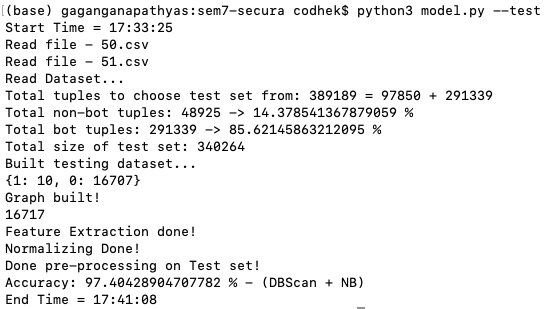 (base) gaganganapathyas:sem7-secura codhek$ python3 model.py --test
Start Time = 17:33:25
Read file - 50.csv
Read file - 51.csv
Read Dataset...
Total tuples to choose test set from: 389189 = 97850 + 291339
Total non-bot tuples: 48925 -> 14.378541367879059 %
Total bot tuples: 291339 -> 85.62145863212095 %
Total size of test set: 340264
Built testing dataset...
{1: 10, 0: 16707}
Graph built!
16717
Feature Extraction done!
Normalizing Done!
Done pre-processing on Test set!
Accuracy: 97.40428904707782 % - (DBScan + NB)
End Time = 17:41:08